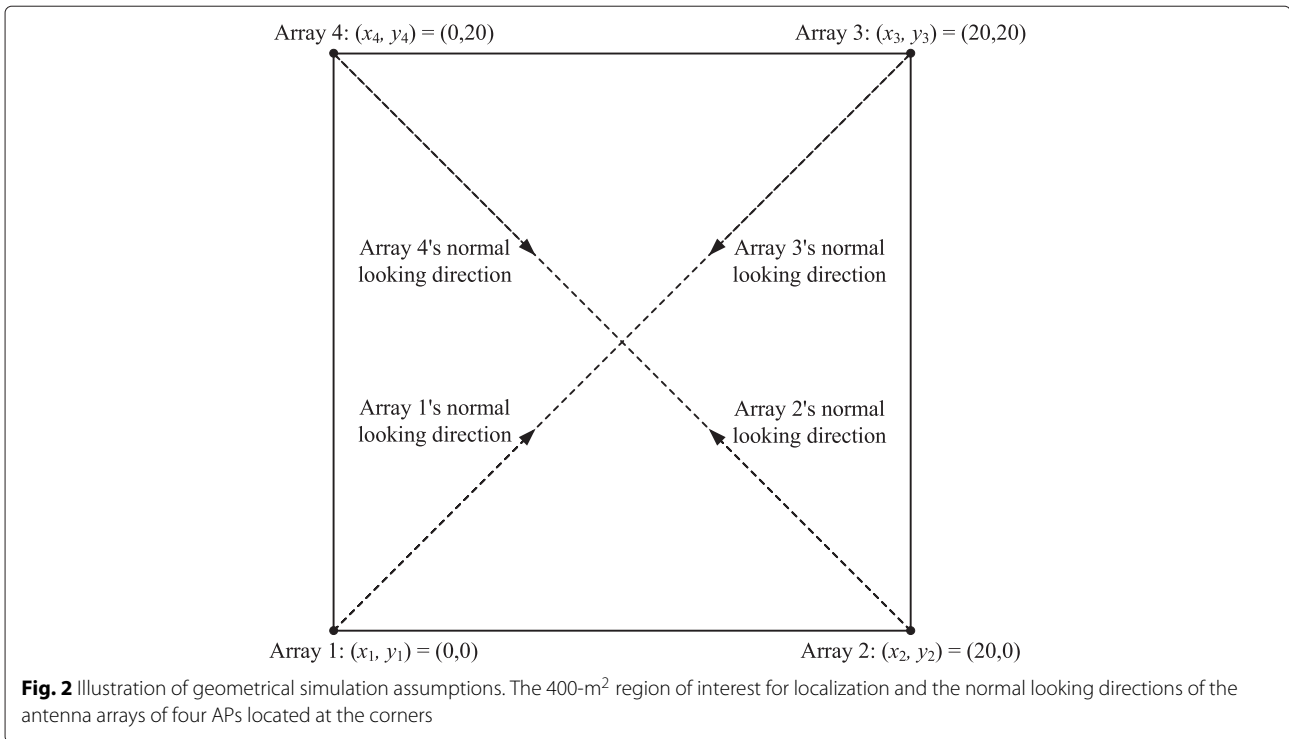 Array 4: (x4, y4) = (0,20)
Array 3: (x3, y3) = (20,20)
Array 4's normal
looking direction
Array 3's normal
looking direction
Array 1's normal
looking direction
Array 2's normal
looking direction
Array 1: (x1, y1) = (0,0)
Array 2: (x2, y2) = (20,0)
Fig. 2 Illustration of geometrical simulation assumptions. The 400-m2 region of interest for localization and the normal looking directions of the
antenna arrays of four APs located at the corners